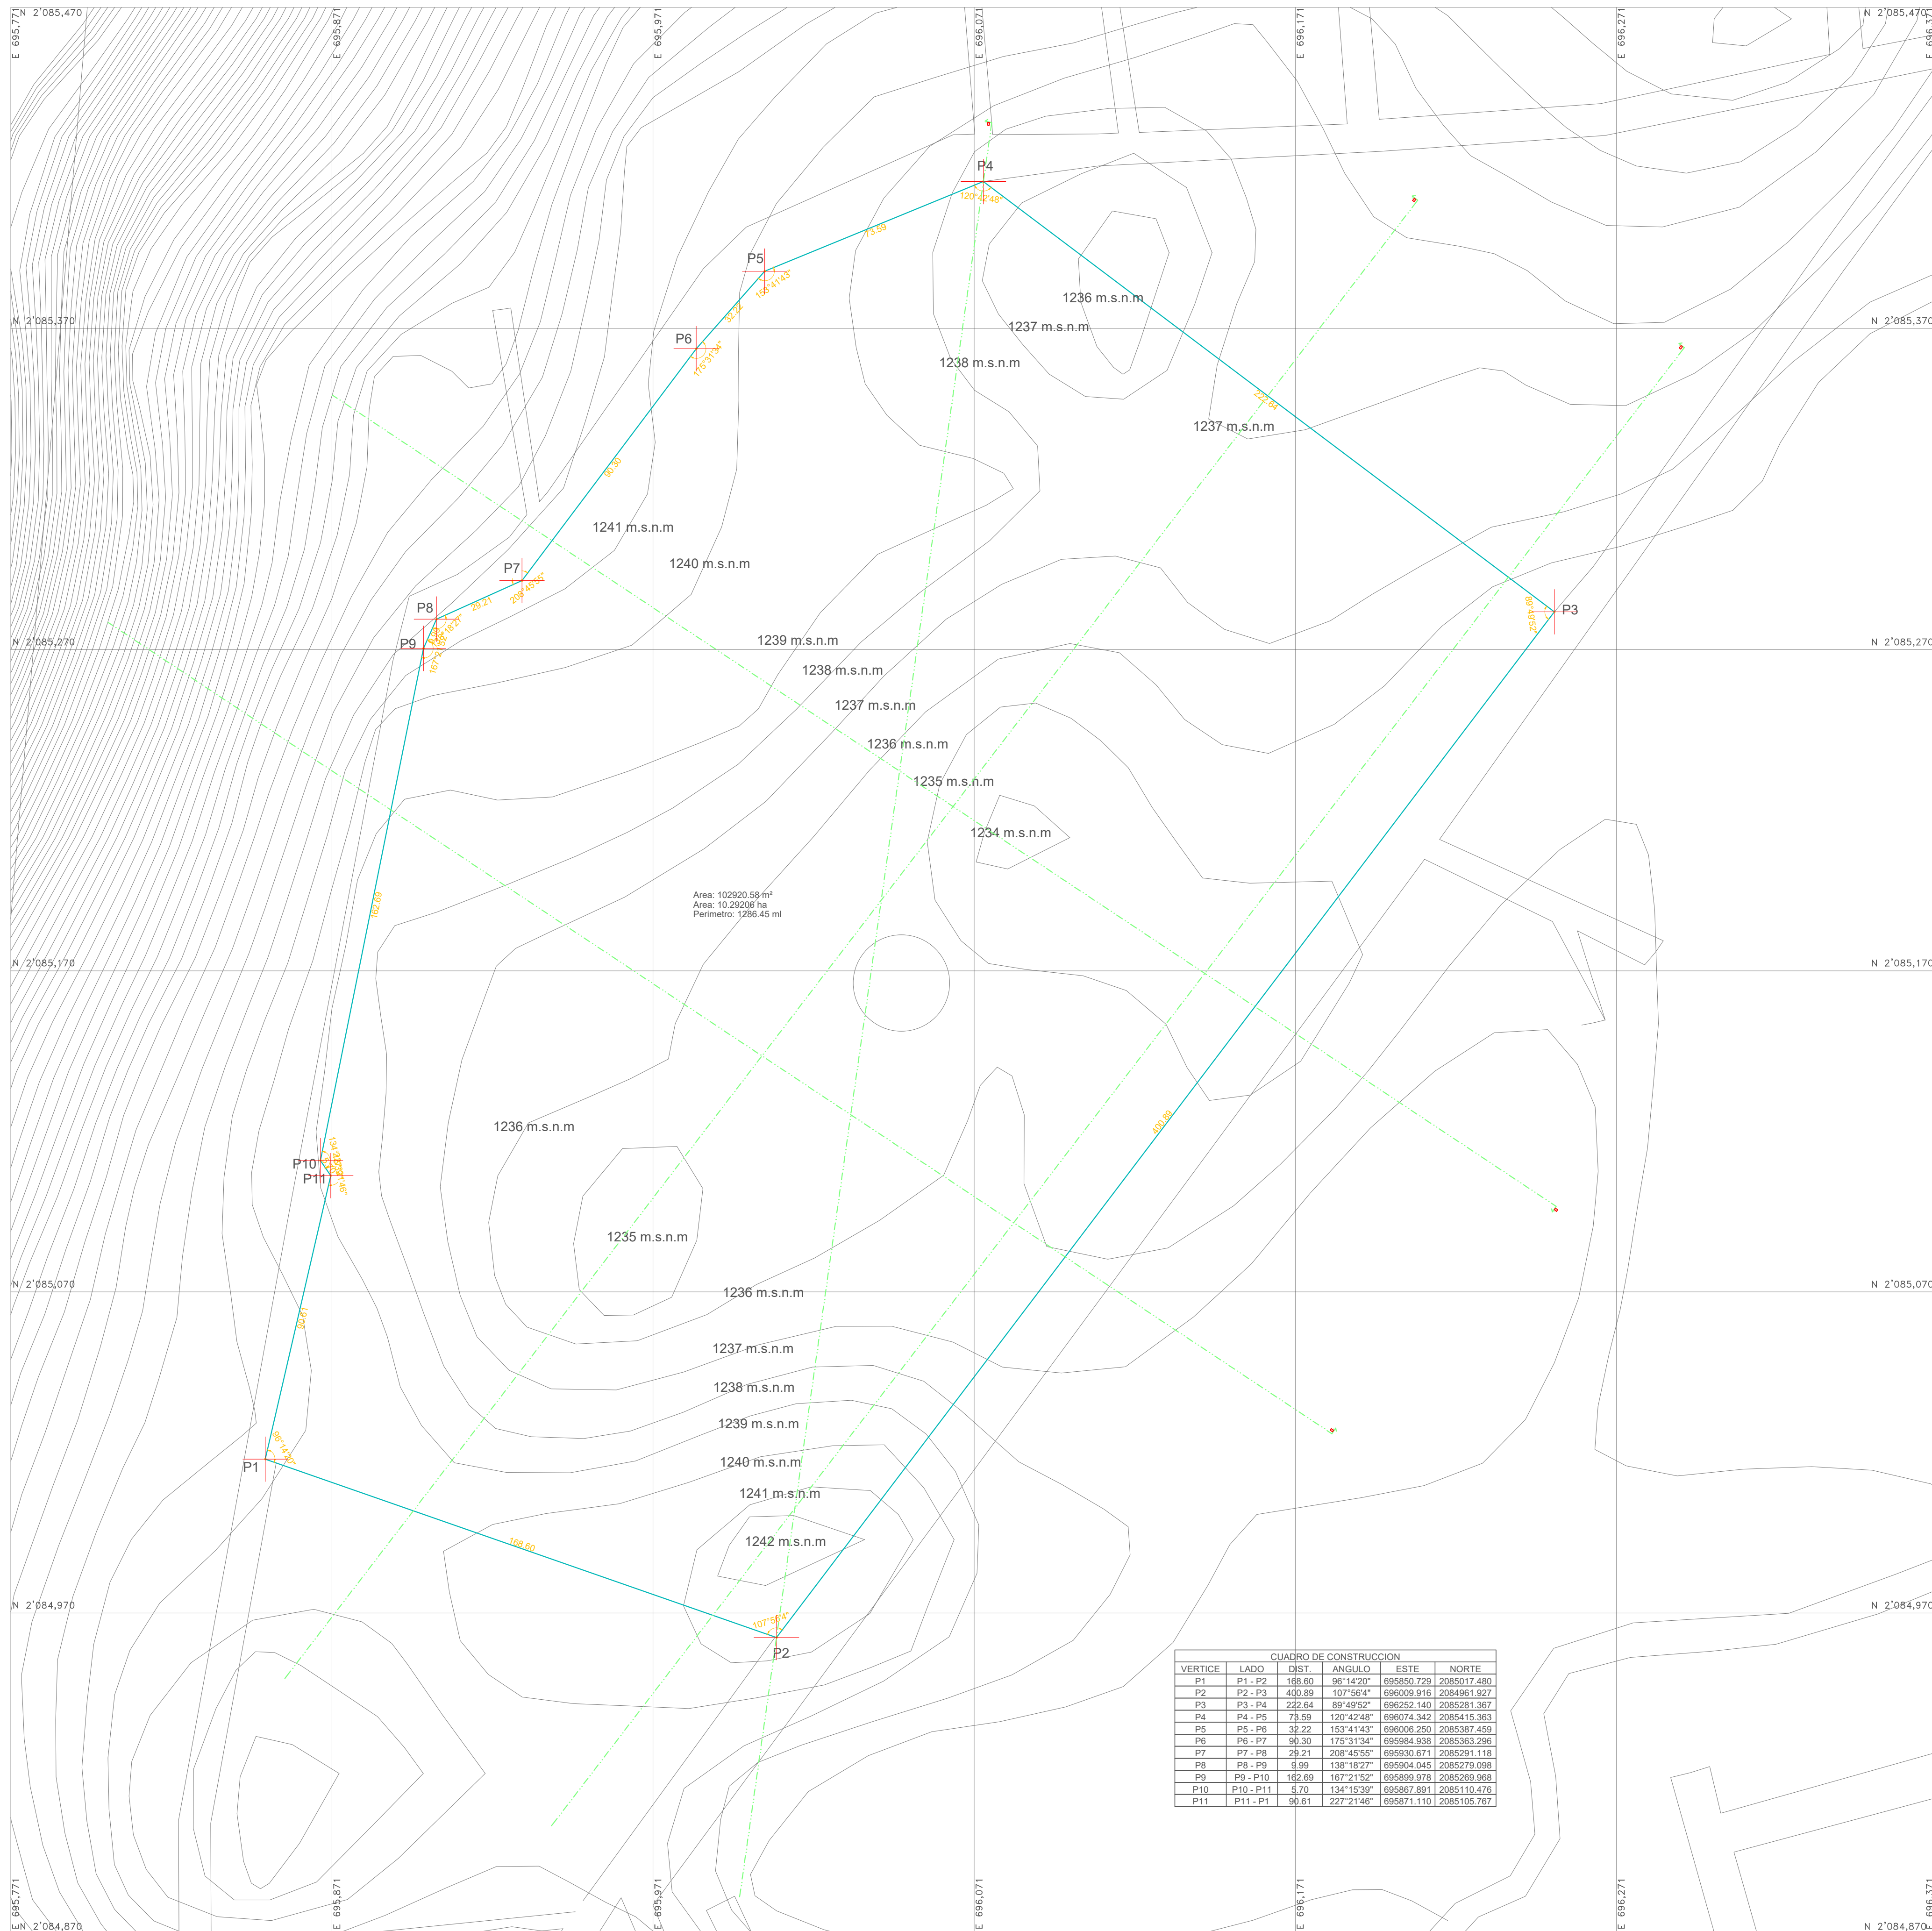 N 2'085,470
N 2'085,470
E 695,771
E 695,871
E 695,971
E 696,071
E 696,171
E 696,271
E 696,371
P4
120°42'48"
73.59
P5
153°41'43"
32.22
1236 m.s.n.m
N 2'085,370
1237 m.s.n.m
N 2'085,370
P6
175°31'34"
1238 m.s.n.m
222.64
1237 m.s.n.m
90.30
1241 m.s.n.m
1240 m.s.n.m
P7
208°45'55"
29.21
P8
P3
89°49'52"
1239 m.s.n.m
P9
N 2'085,270
N 2'085,270
1238 m.s.n.m
1237 m.s.n.m
1236 m.s.n.m
1235 m.s.n.m
1234 m.s.n.m
Area: 102920.58 m²
Area: 10.29206 ha
Perimetro: 1286.45 ml
162.69
N 2'085,170
N 2'085,170
1236 m.s.n.m
400.89
P10
P11
1235 m.s.n.m
N 2'085,070
N 2'085,070
1236 m.s.n.m
90.61
1237 m.s.n.m
1238 m.s.n.m
1239 m.s.n.m
96°14'20"
P1
1240 m.s.n.m
1241 m.s.n.m
1242 m.s.n.m
168.60
N 2'084,970
N 2'084,970
107°56'4"
P2
CUADRO DE CONSTRUCCION
VERTICE LADO DIST. ANGULO ESTE NORTE
P1 P1 - P2 168.60 96°14'20" 695850.729 2085017.480
P2 P2 - P3 400.89 107°56'4" 696009.916 2084961.927
P3 P3 - P4 222.64 89°49'52" 696252.140 2085281.367
P4 P4 - P5 73.59 120°42'48" 696074.342 2085415.363
P5 P5 - P6 32.22 153°41'43" 696006.250 2085387.459
P6 P6 - P7 90.30 175°31'34" 695984.938 2085363.296
P7 P7 - P8 29.21 208°45'55" 695930.671 2085291.118
P8 P8 - P9 9.99 138°18'27" 695904.045 2085279.098
P9 P9 - P10 162.69 167°21'52" 695899.978 2085269.968
P10 P10 - P11 5.70 134°15'39" 695867.891 2085110.476
P11 P11 - P1 90.61 227°21'46" 695871.110 2085105.767
E 695,771
E 695,871
E 695,971
E 696,071
E 696,171
E 696,271
E 696,371
N 2'084,870
N 2'084,870